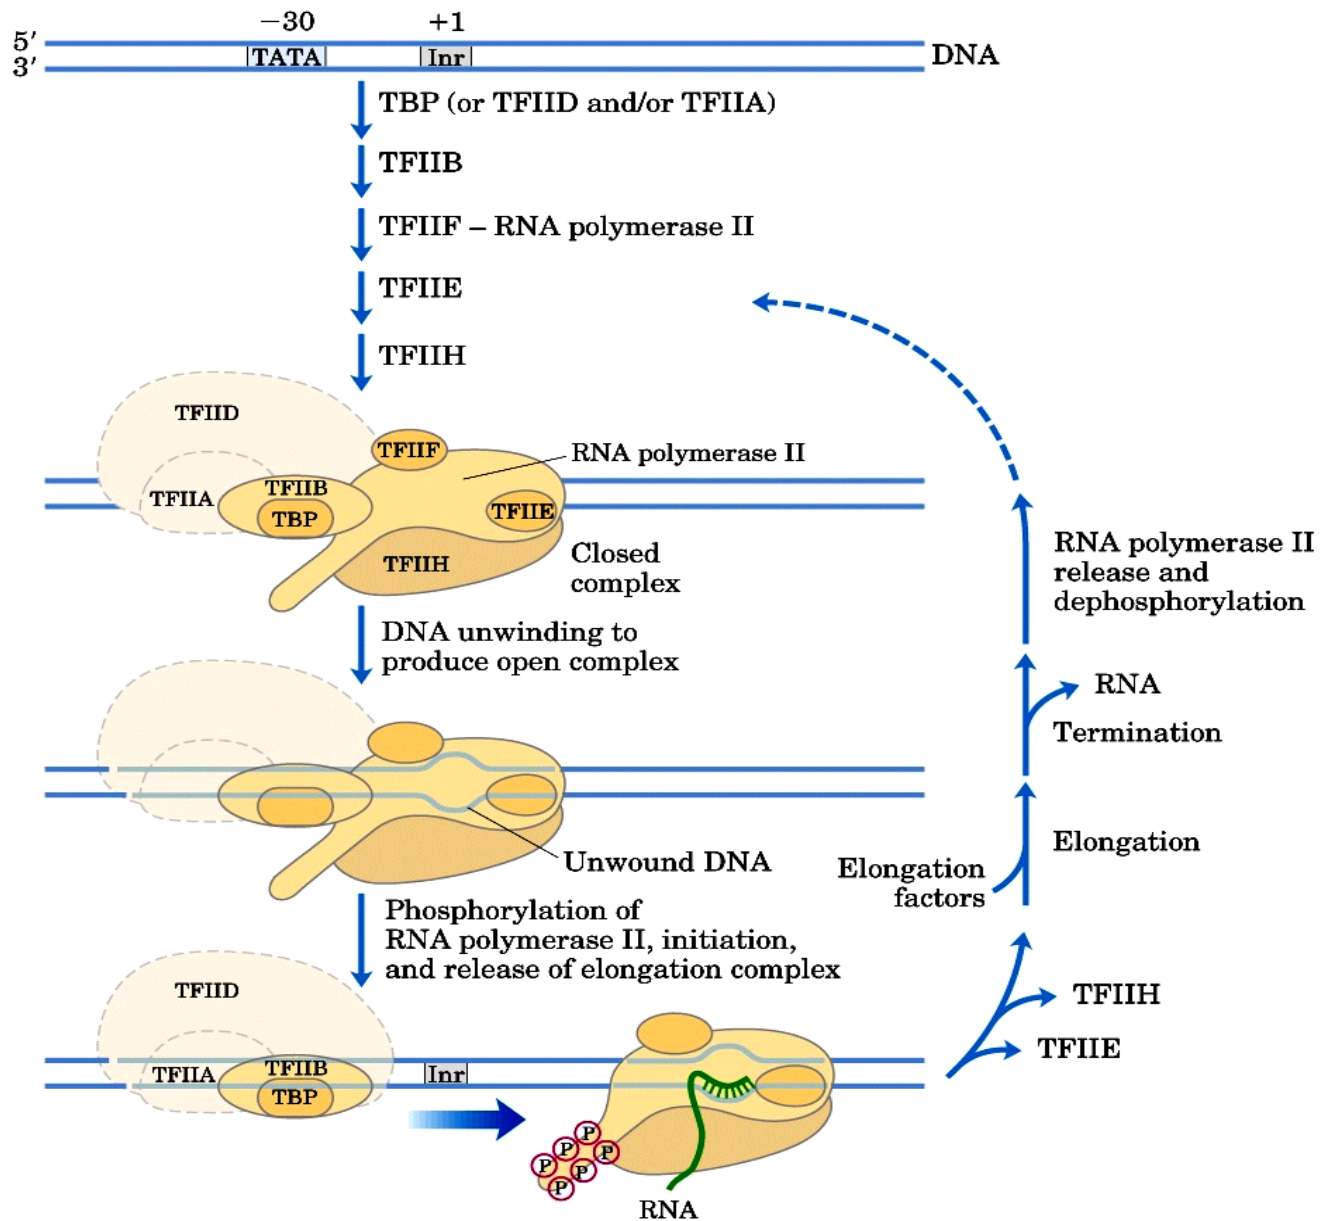 −30 +1
5′
3′
TATA Inr
DNA
TBP (or TFIID and/or TFIIA)
TFIIB
TFIIF – RNA polymerase II
TFIIE
TFIIH
TFIID
TFIIF
RNA polymerase II
TFIIA
TFIIB
TBP
TFIIE
TFIIH
Closed
complex
DNA unwinding to
produce open complex
Unwound DNA
Phosphorylation of
RNA polymerase II, initiation,
and release of elongation complex
TFIID
TFIIA
TFIIB
TBP
Inr
P
P
P
P
P
P
RNA
TFIIE
TFIIH
Elongation
factors
Elongation
Termination
RNA
RNA polymerase II
release and
dephosphorylation